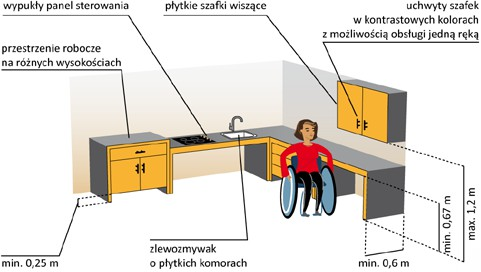 wypukły panel sterowania
płytkie szafki wiszące
uchwyty szafek
w kontrastowych kolorach
z możliwością obsługi jedną ręką
przestrzenie robocze
na różnych wysokościach
min. 0,25 m
zlewozmywak
o płytkich komorach
min. 0,6 m
min. 0,67 m
max. 1,2 m